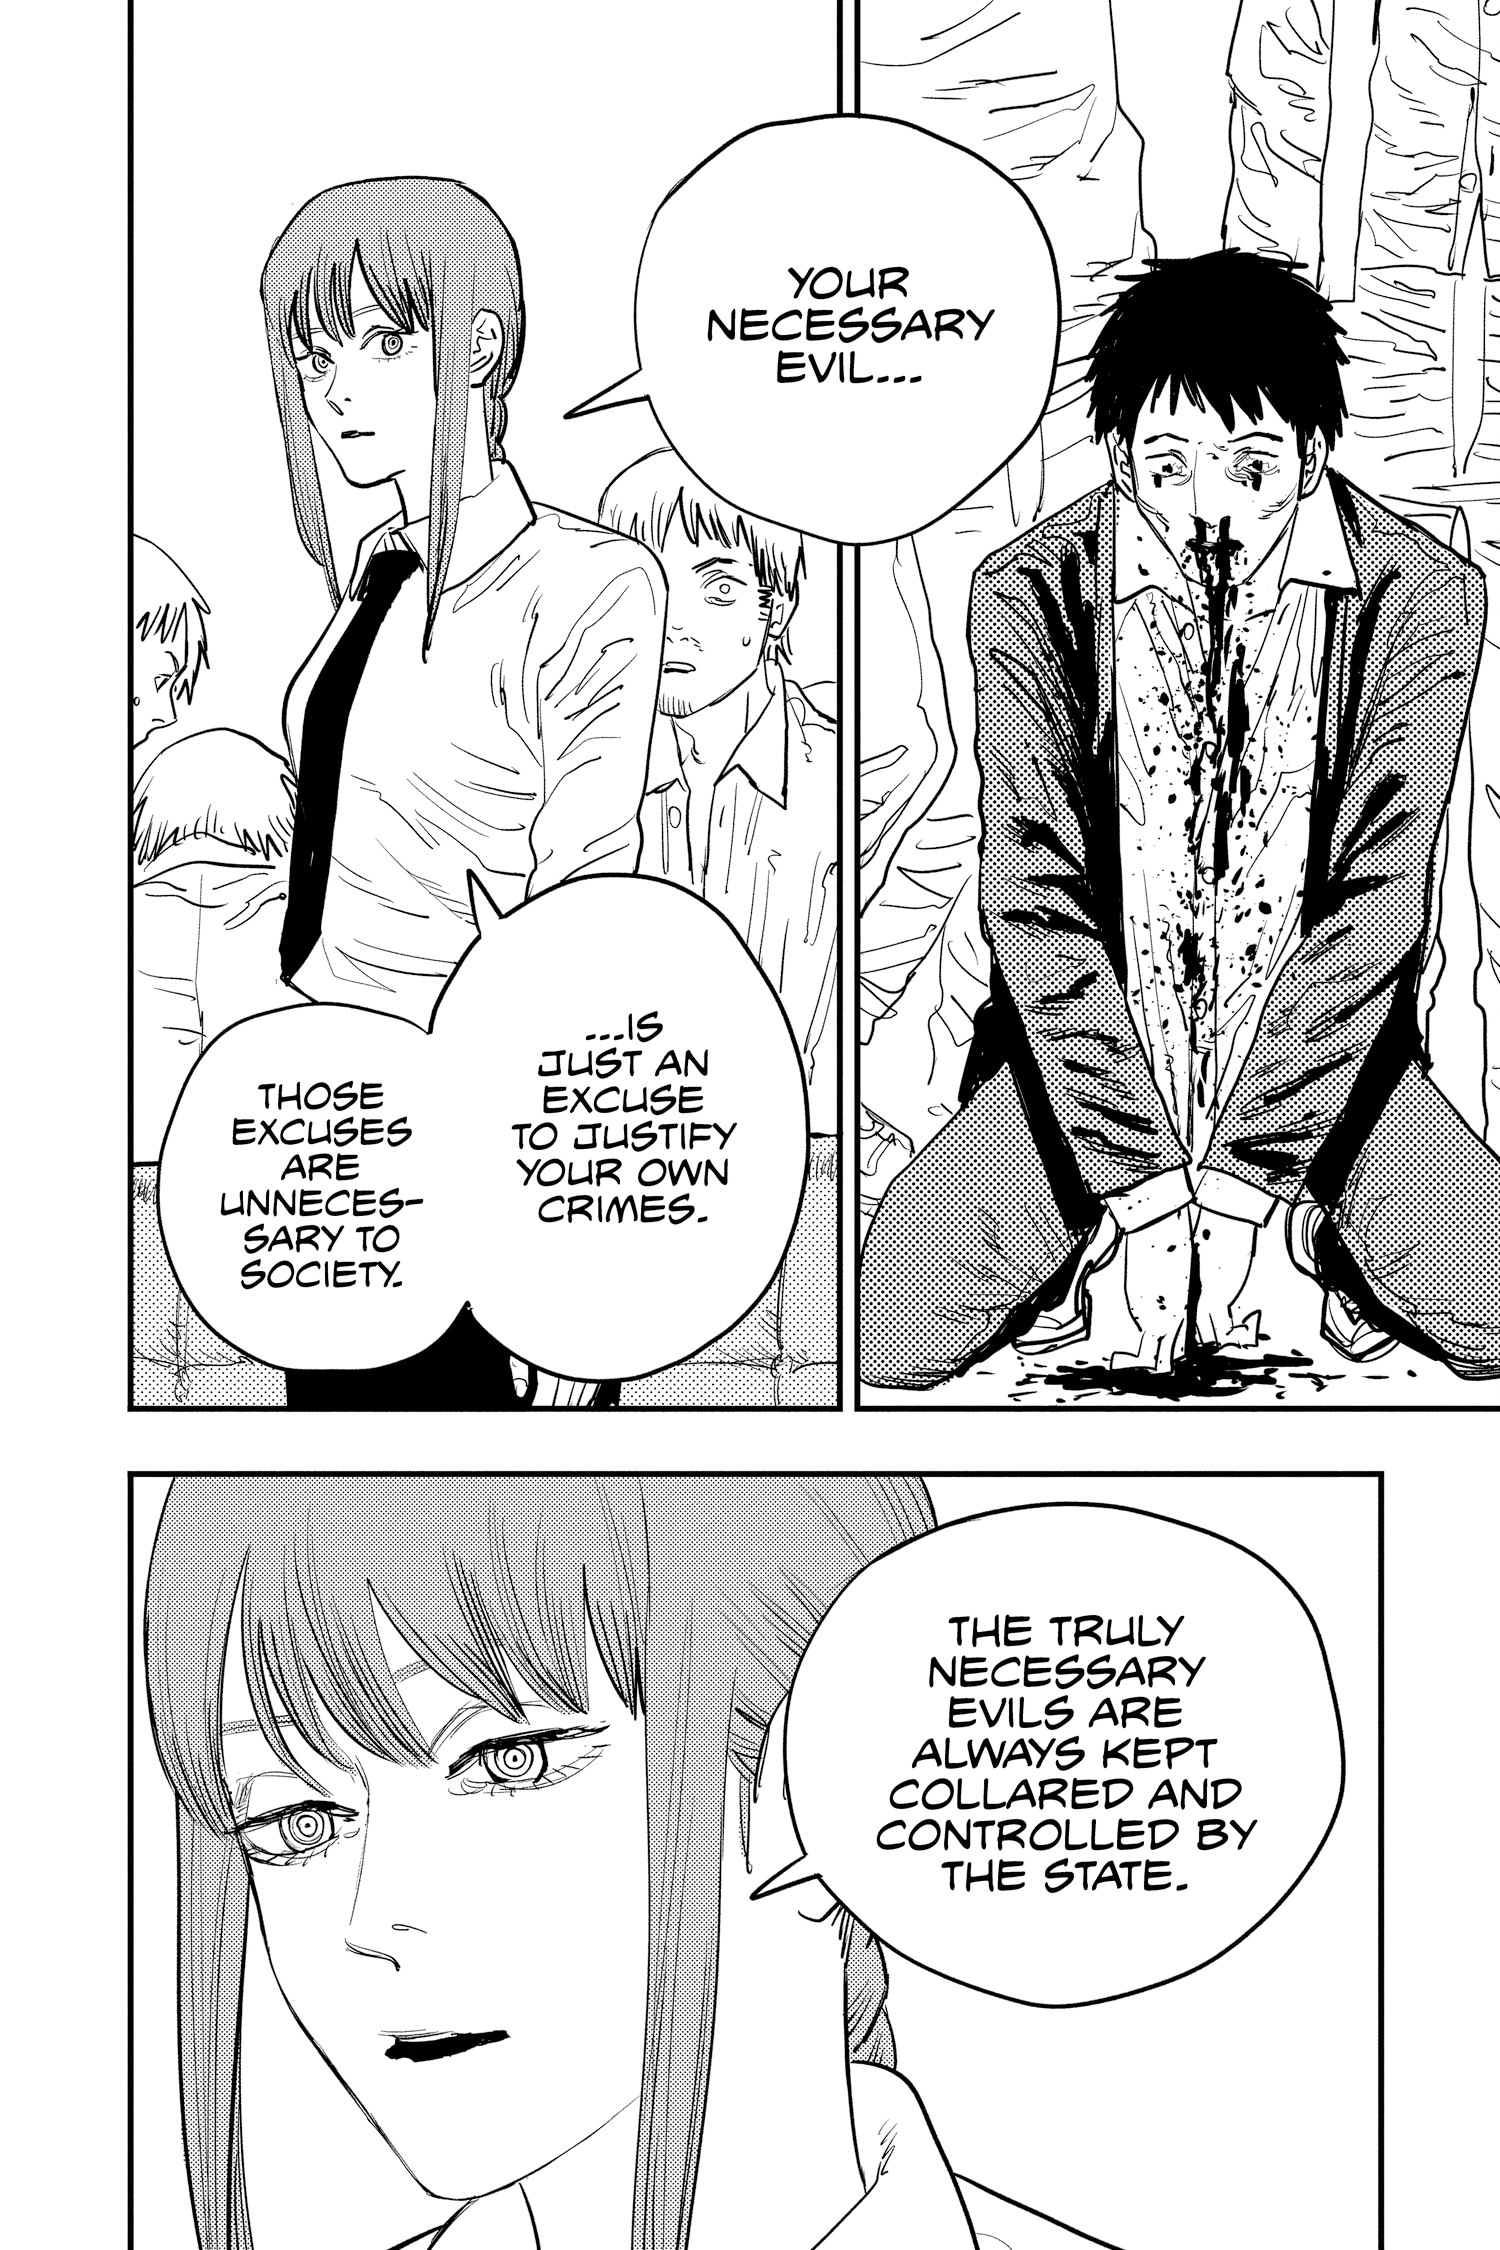 YOUR
NECESSARY
EVIL...
...IS
JUST AN
EXCUSE
TO JUSTIFY
YOUR OWN
CRIMES.
THOSE
EXCUSES
ARE
UNNECES-
SARY TO
SOCIETY.
THE TRULY
NECESSARY
EVILS ARE
ALWAYS KEPT
COLLARED AND
CONTROLLED BY
THE STATE.